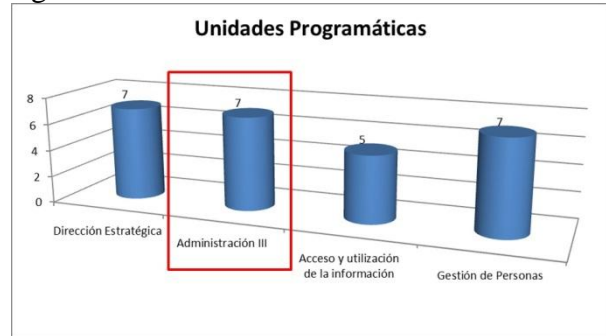 Unidades Programáticas
8
6
4
2
0
7
7
5
7
Dirección Estratégica
Administración III
Acceso y utilización
de la información
Gestión de Personas